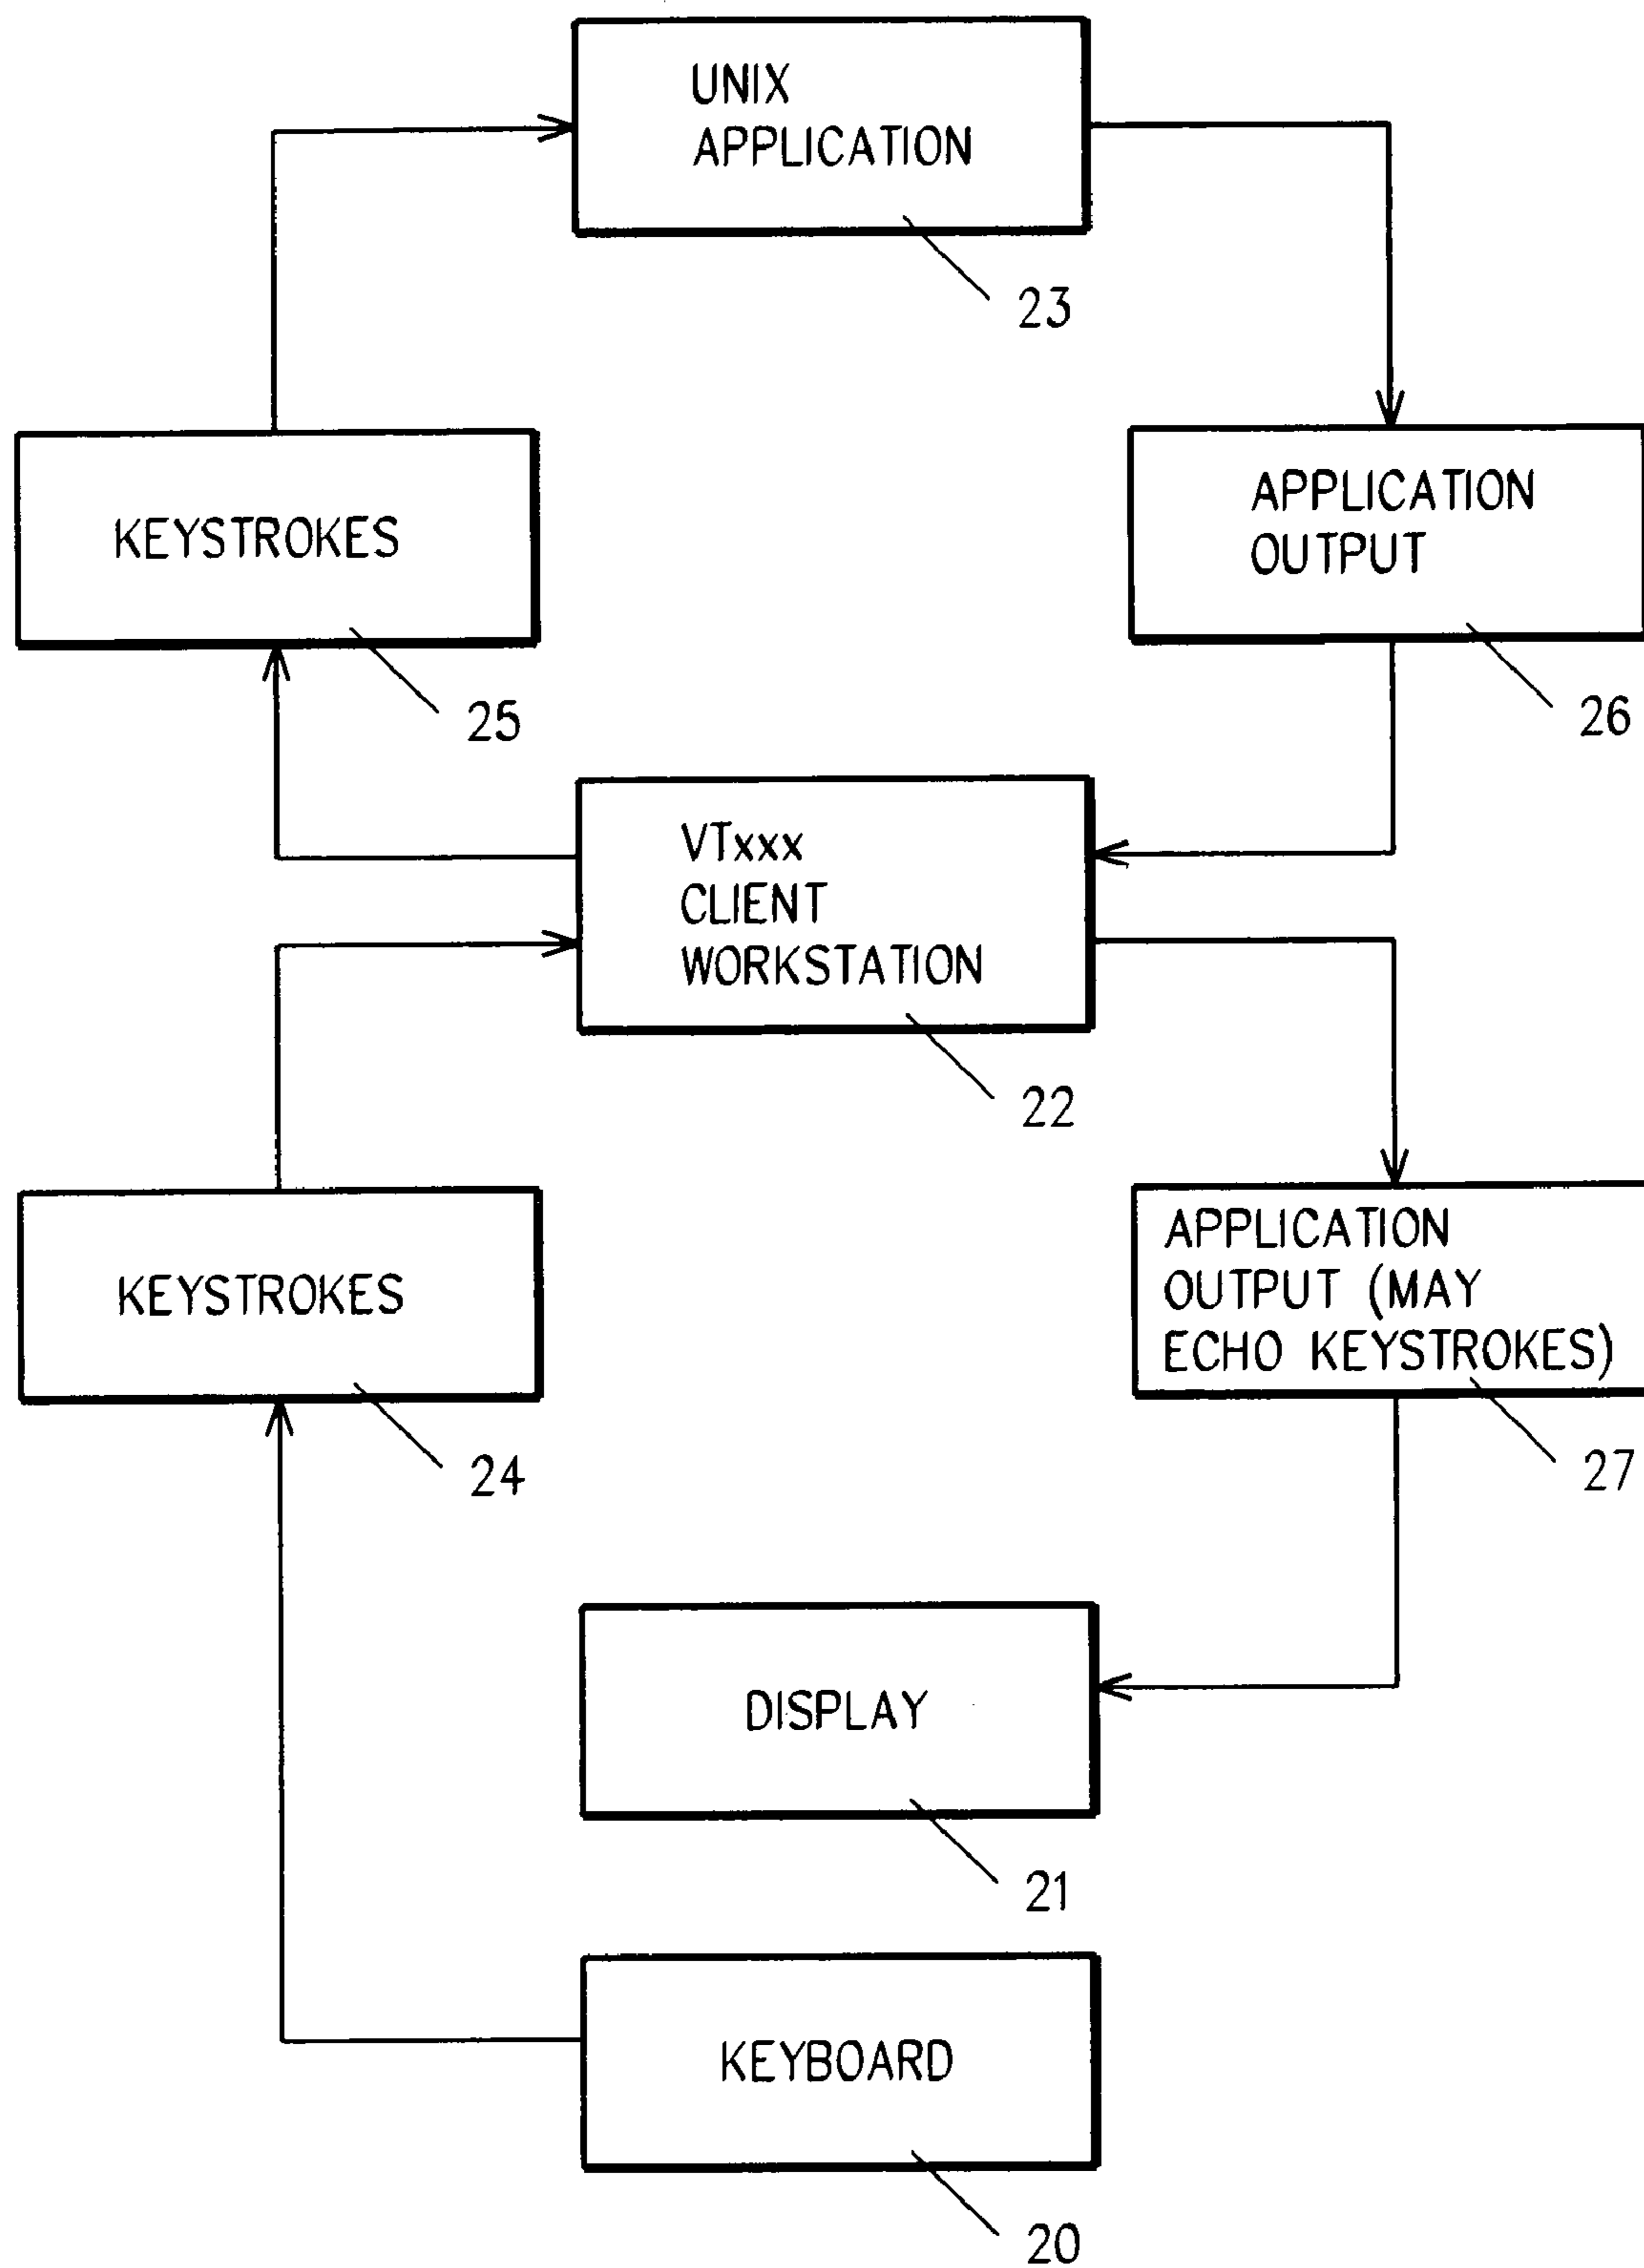 UNIX
APPLICATION
23
KEYSTROKES
25
APPLICATION
OUTPUT
26
VTxxx
CLIENT
WORKSTATION
22
KEYSTROKES
24
APPLICATION
OUTPUT (MAY
ECHO KEYSTROKES)
27
DISPLAY
21
KEYBOARD
20